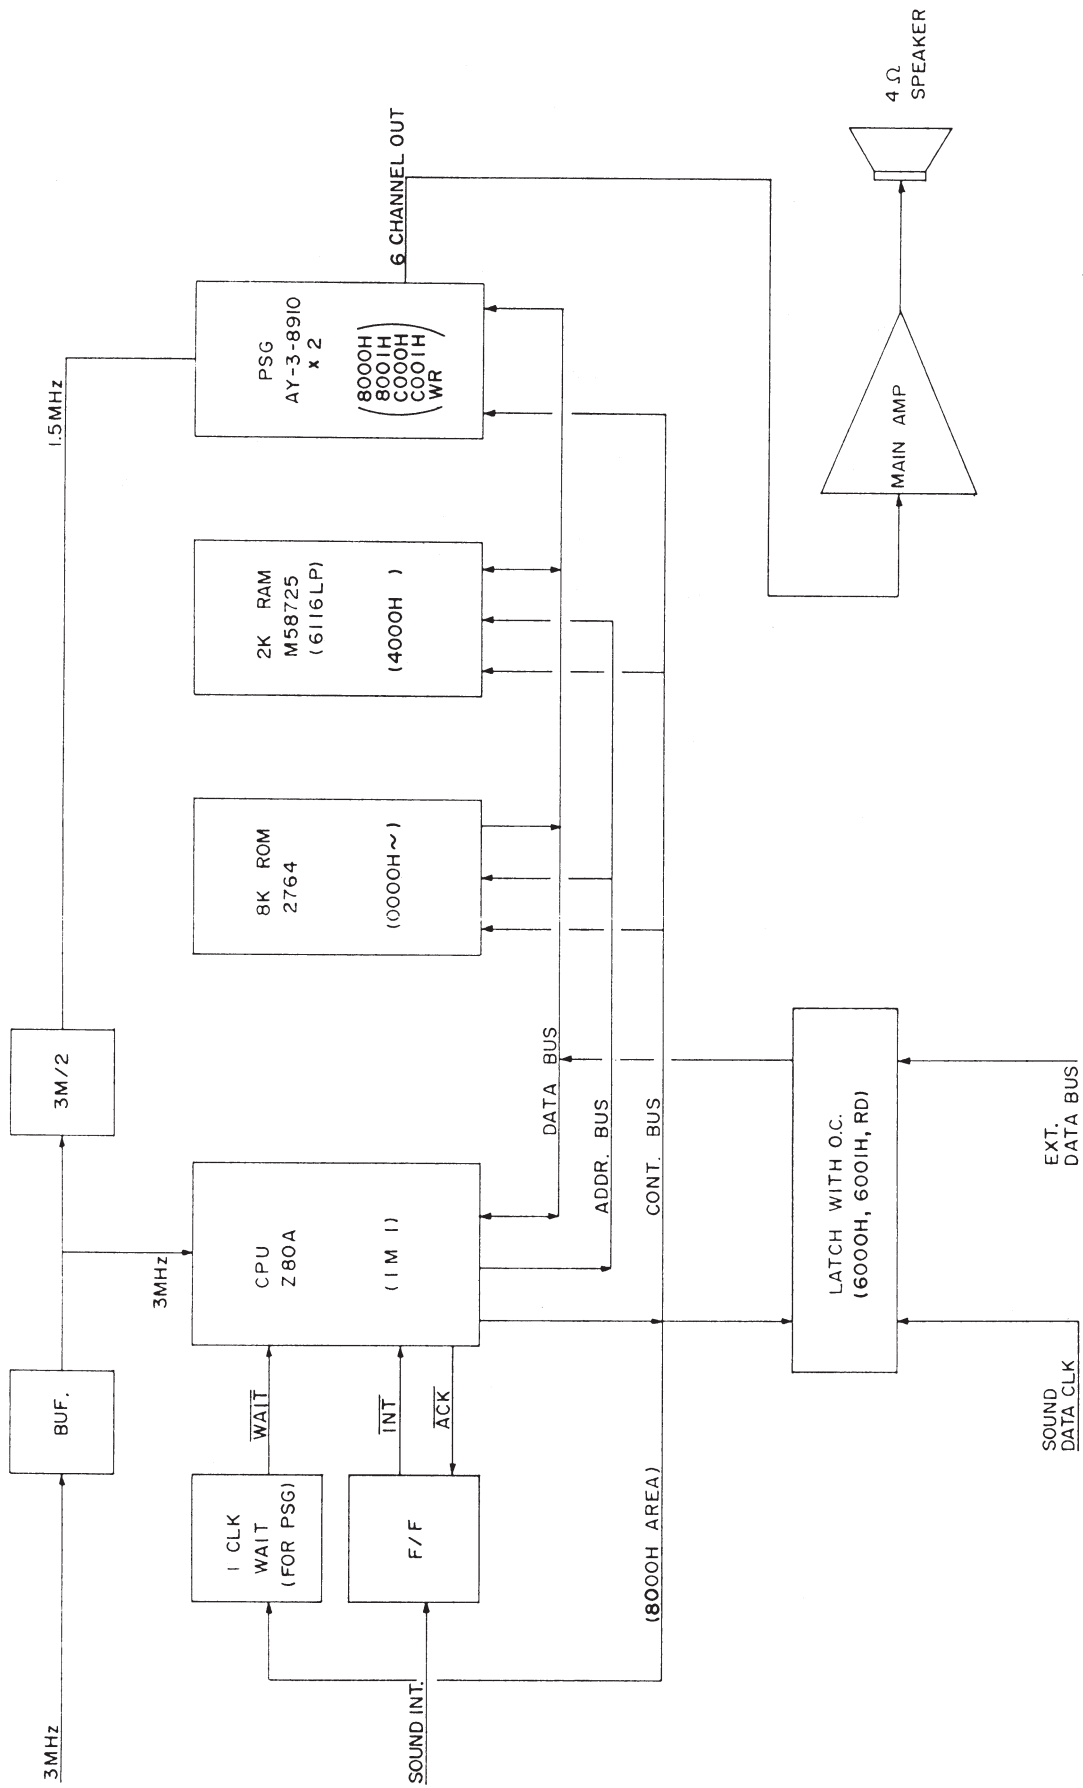 3MHz
BUF.
3M/2
1.5MHz
3MHz
1 CLK
WAIT
(FOR PSG)
WAIT
F/F
INT
ACK
SOUND INT.
CPU
Z80A
(IM1)
8K ROM
2764
(0000H~)
2K RAM
M58725
(6116LP)
(4000H )
PSG
AY-3-8910
x 2
(8000H
8001H
C000H
C001H)
WR
6 CHANNEL OUT
DATA BUS
ADDR. BUS
CONT. BUS
(8000H AREA)
LATCH WITH O.C.
(6000H, 6001H, RD)
SOUND
DATA CLK
EXT.
DATA BUS
MAIN AMP
4Ω
SPEAKER